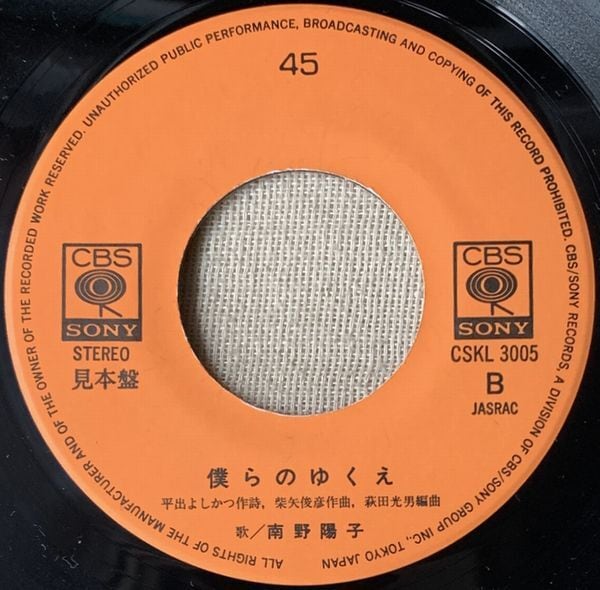 UNAUTHORIZED PUBLIC PERFORMANCE, BROADCASTING AND COPYING OF THIS RECORD PROHIBITED. CBS/SONY RECORDS, A DIVISION OF CBS/SONY GROUP INC., TOKYO JAPAN
ALL RIGHTS OF THE MANUFACTURER AND OF THE OWNER OF THE RECORDED WORK RESERVED.
45
CBS
SONY
STEREO
見本盤
CBS
SONY
CSKL 3005
B
JASRAC
僕らのゆくえ
平出よしかつ作詩,柴矢俊彦作曲,萩田光男編曲
歌/南野陽子